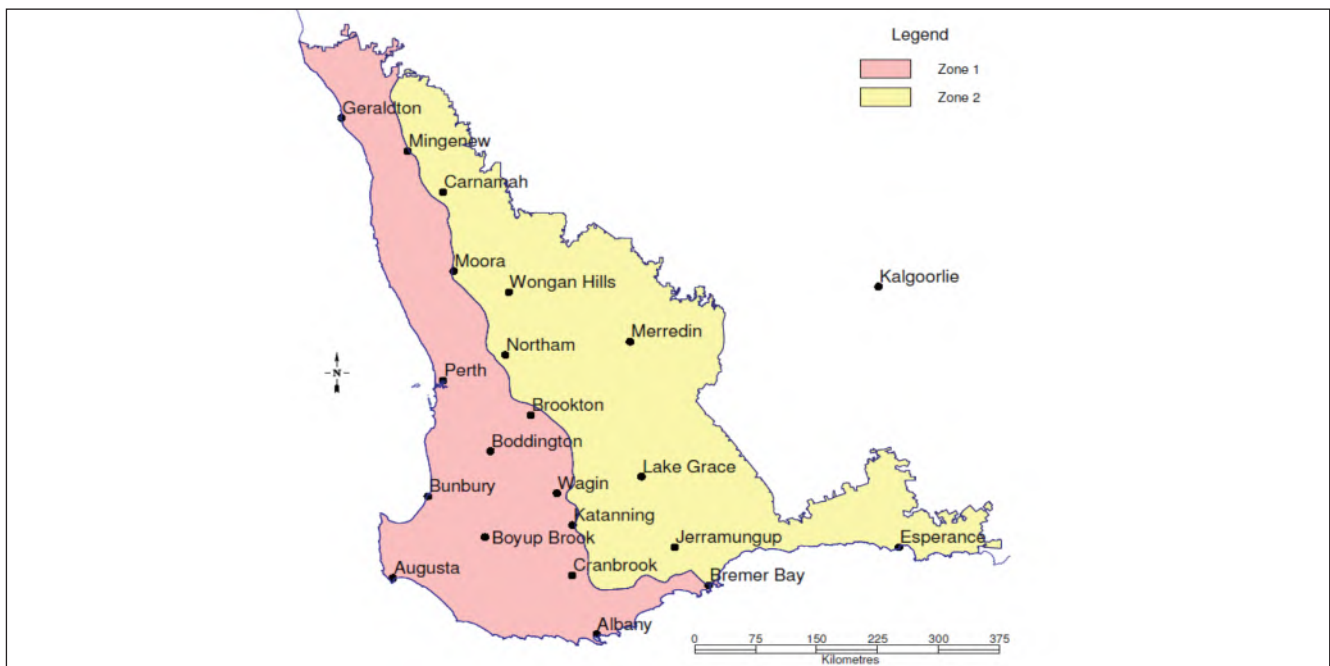 Legend
Zone 1
Zone 2
Geraldton
Mingenew
Carnamah
Moora
Wongan Hills
Kalgoorlie
Merredin
Northam
N
Perth
Brookton
Boddington
Lake Grace
Bunbury
Wagin
Katanning
Boyup Brook
Jerramungup
Esperance
Augusta
Cranbrook
Bremer Bay
Albany
0 75 150 225 300 375
Kilometres